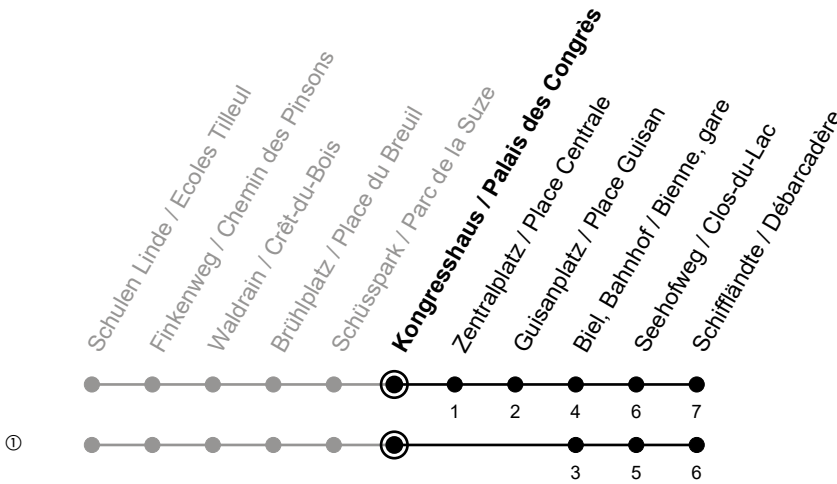 Schulen Linde / Ecoles Tilleul
Finkenweg / Chemin des Pinsons
Waldrain / Crêt-du-Bois
Brühlplatz / Place du Breuil
Schüsspark / Parc de la Suze
Kongresshaus / Palais des Congrès
Zentralplatz / Place Centrale
Guisanplatz / Place Guisan
Biel, Bahnhof / Bienne, gare
Seehofweg / Clos-du-Lac
Schiffländte / Débarcadère
1 2 4 6 7
① 3 5 6